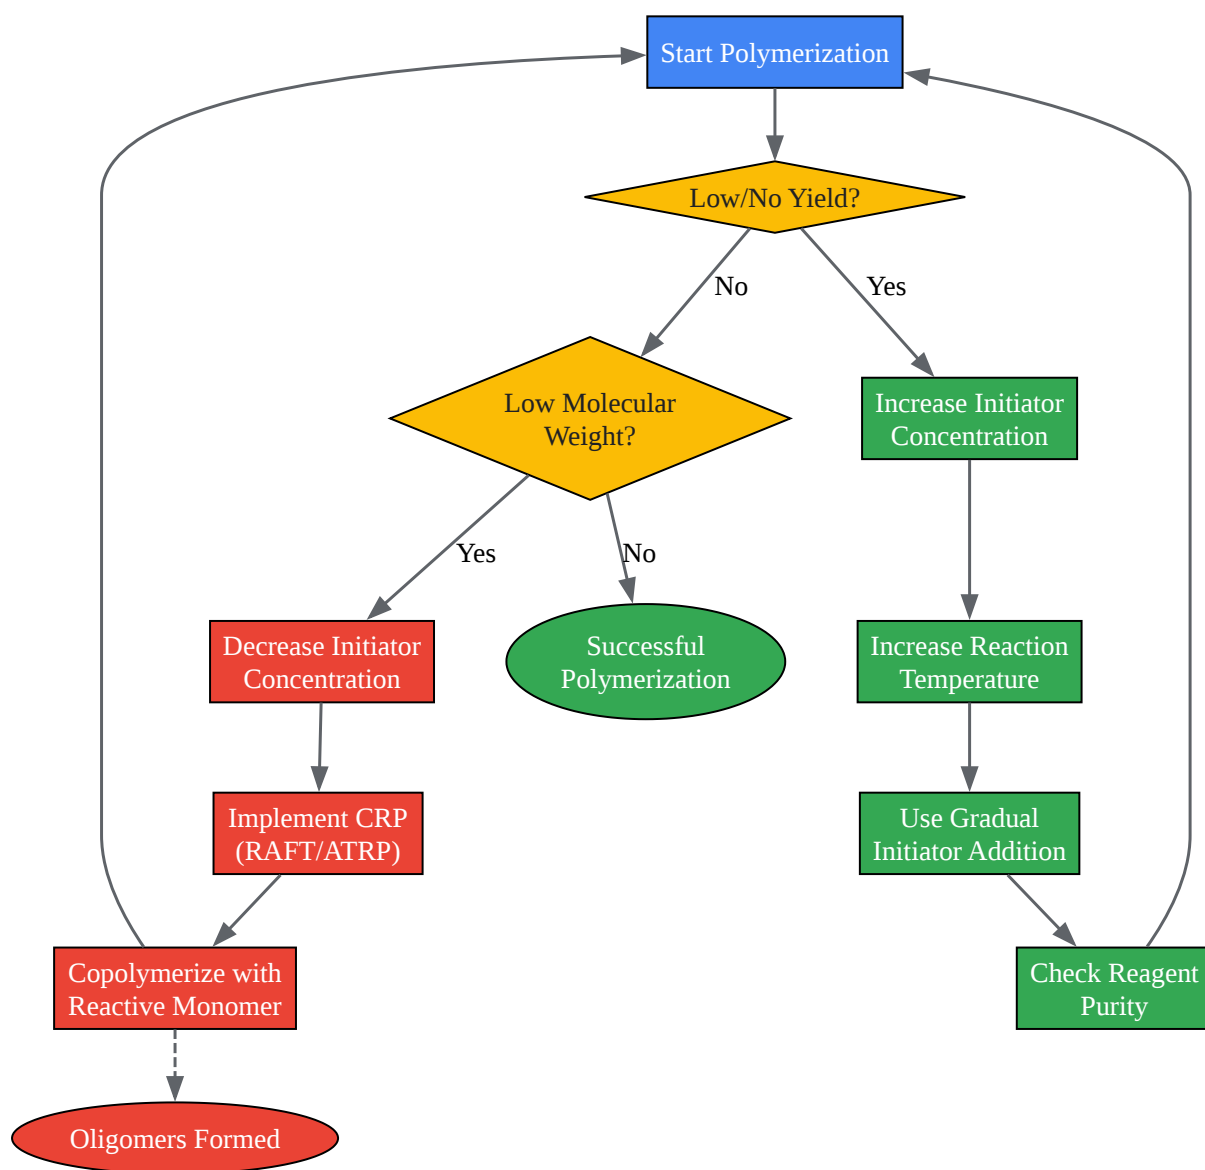 Start Polymerization
Low/No Yield?
No
Yes
Low Molecular
Weight?
Increase Initiator
Concentration
Yes
No
Decrease Initiator
Concentration
Successful
Polymerization
Increase Reaction
Temperature
Implement CRP
(RAFT/ATRP)
Use Gradual
Initiator Addition
Copolymerize with
Reactive Monomer
Check Reagent
Purity
Oligomers Formed